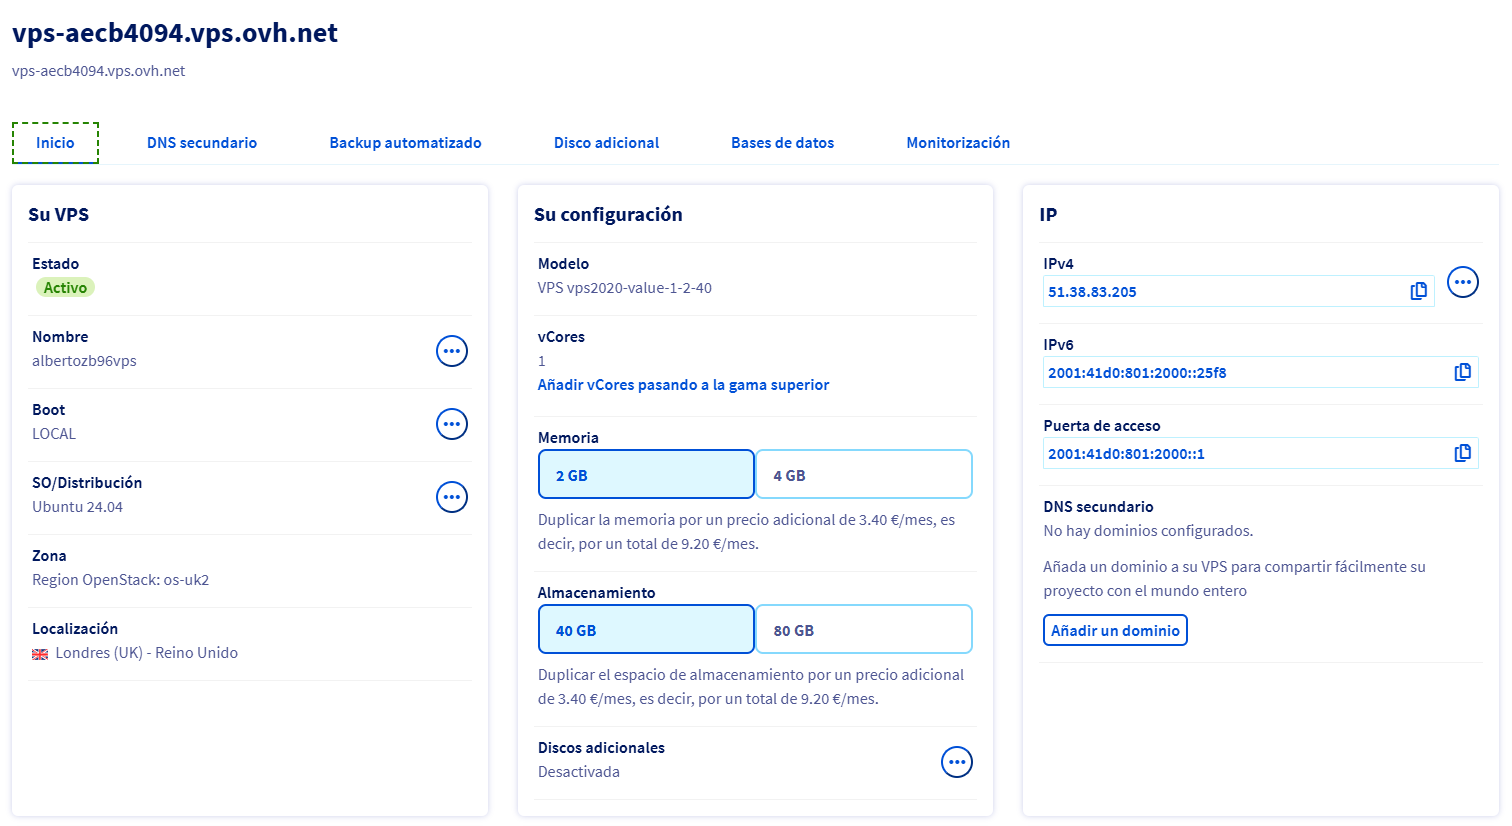 vps-aecb4094.vps.ovh.net
vps-aecb4094.vps.ovh.net
Inicio
DNS secundario
Backup automatizado
Disco adicional
Bases de datos
Monitorización
Su VPS
Estado
Activo
Nombre
albertozb96vps
Boot
LOCAL
SO/Distribución
Ubuntu 24.04
Zona
Region OpenStack: os-uk2
Localización
Londres (UK) - Reino Unido
Su configuración
Modelo
VPS vps2020-value-1-2-40
vCores
1
Añadir vCores pasando a la gama superior
Memoria
2 GB
4 GB
Duplicar la memoria por un precio adicional de 3.40 €/mes, es
decir, por un total de 9.20 €/mes.
Almacenamiento
40 GB
80 GB
Duplicar el espacio de almacenamiento por un precio adicional
de 3.40 €/mes, es decir, por un total de 9.20 €/mes.
Discos adicionales
Desactivada
IP
IPv4
51.38.83.205
IPv6
2001:41d0:801:2000::25f8
Puerta de acceso
2001:41d0:801:2000::1
DNS secundario
No hay dominios configurados.
Añada un dominio a su VPS para compartir fácilmente su
proyecto con el mundo entero
Añadir un dominio